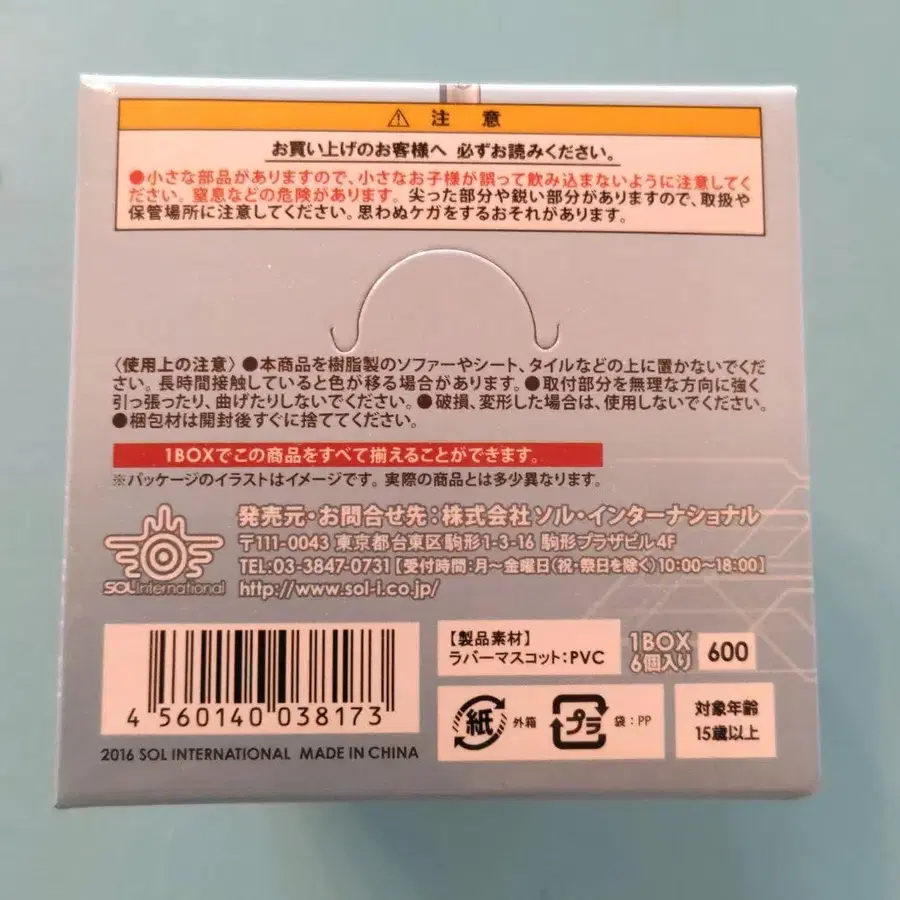 ⚠ 注 意
お買い上げのお客様へ 必ずお読みください。
●小さな部品がありますので、小さなお子様が誤って飲み込まないように注意してく
ださい。窒息などの危険があります。尖った部分や鋭い部分がありますので、取扱や
保管場所に注意してください。思わぬケガをするおそれがあります。
〈使用上の注意〉●本商品を樹脂製のソファーやシート、タイルなどの上に置かないでくだ
さい。長時間接触していると色が移る場合があります。●取付部分を無理な方向に強く
引っ張ったり、曲げたりしないでください。●破損、変形した場合は、使用しないでください。
●梱包材は開封後すぐに捨ててください。
1BOXでこの商品をすべて揃えることができます。
※パッケージのイラストはイメージです。実際の商品とは多少異なります。
発売元・お問合せ先：株式会社 ソル・インターナショナル
〒111-0043 東京都台東区駒形1-3-16 駒形プラザビル4F
TEL:03-3847-0731【受付時間:月〜金曜日(祝・祭日を除く) 10:00〜18:00】
http://www.sol-i.co.jp/
SOL International
4 560140 038173
2016 SOL INTERNATIONAL MADE IN CHINA
【製品素材】
ラバーマスコット：PVC
1BOX
6個入り
600
紙 外箱
プラ 袋：PP
対象年齢
15歳以上